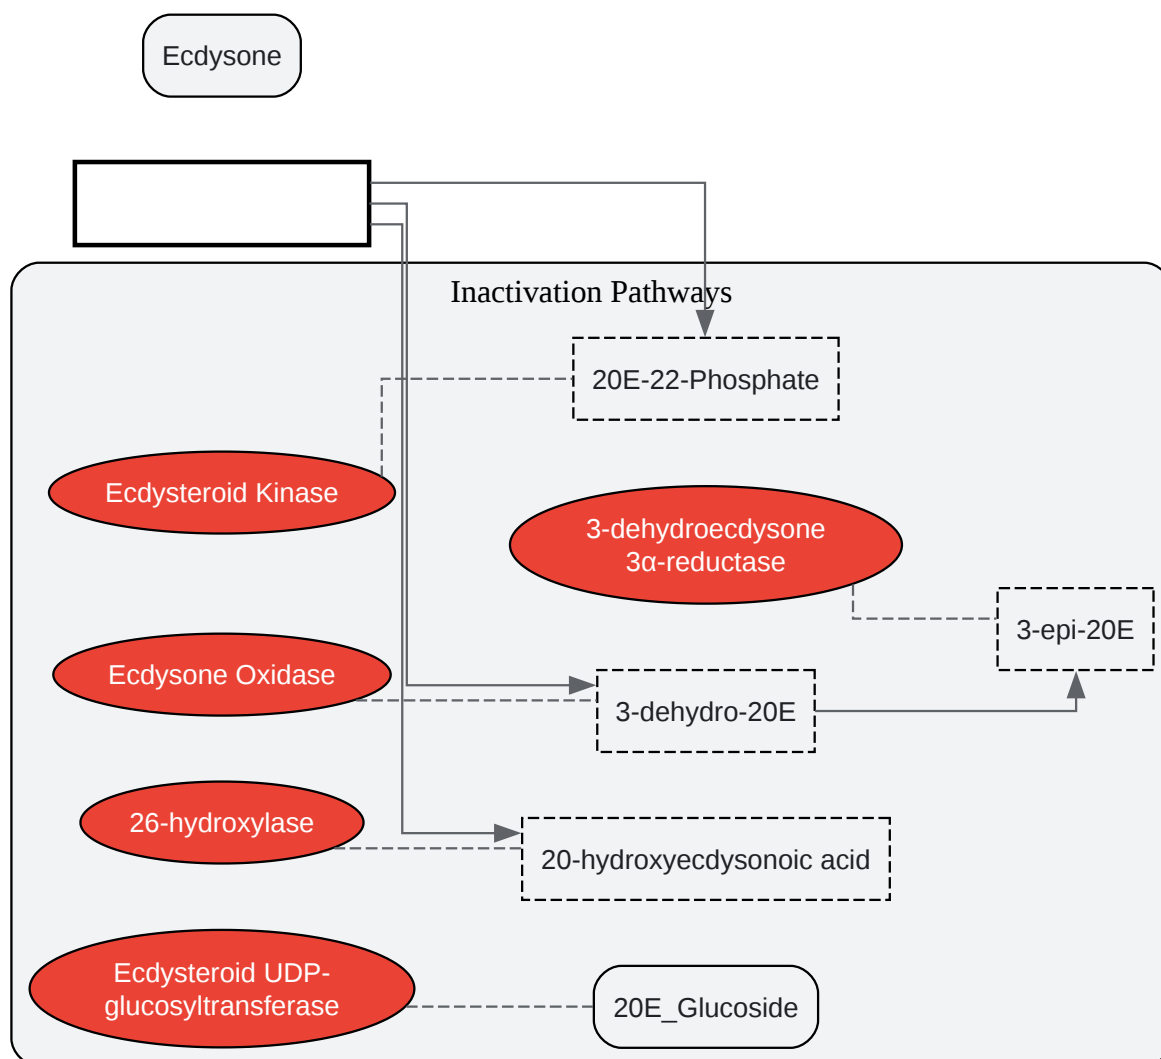 Ecdysone
Inactivation Pathways
20E-22-Phosphate
Ecdysteroid Kinase
3-dehydroecdysone
3α-reductase
3-epi-20E
Ecdysone Oxidase
3-dehydro-20E
26-hydroxylase
20-hydroxyecdysonoic acid
Ecdysteroid UDP-
glucosyltransferase
20E_Glucoside